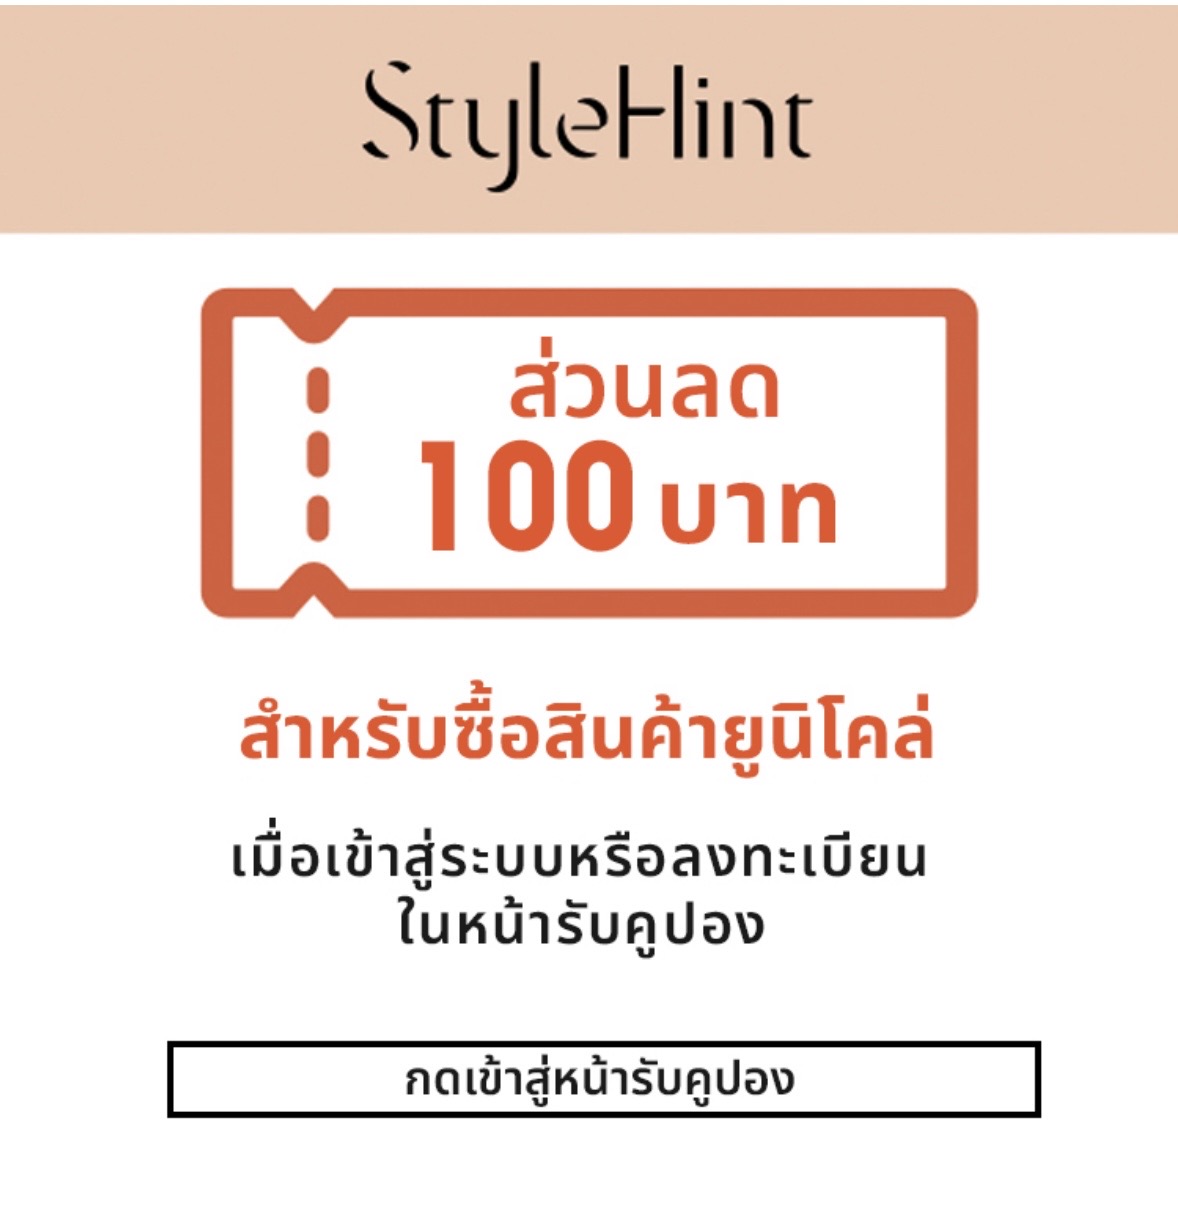 StyleHint
ส่วนลด
100 บาท
สำหรับซื้อสินค้ายูนิโคล่
เมื่อเข้าสู่ระบบหรือลงทะเบียน
ในหน้ารับคูปอง
กดเข้าสู่หน้ารับคูปอง